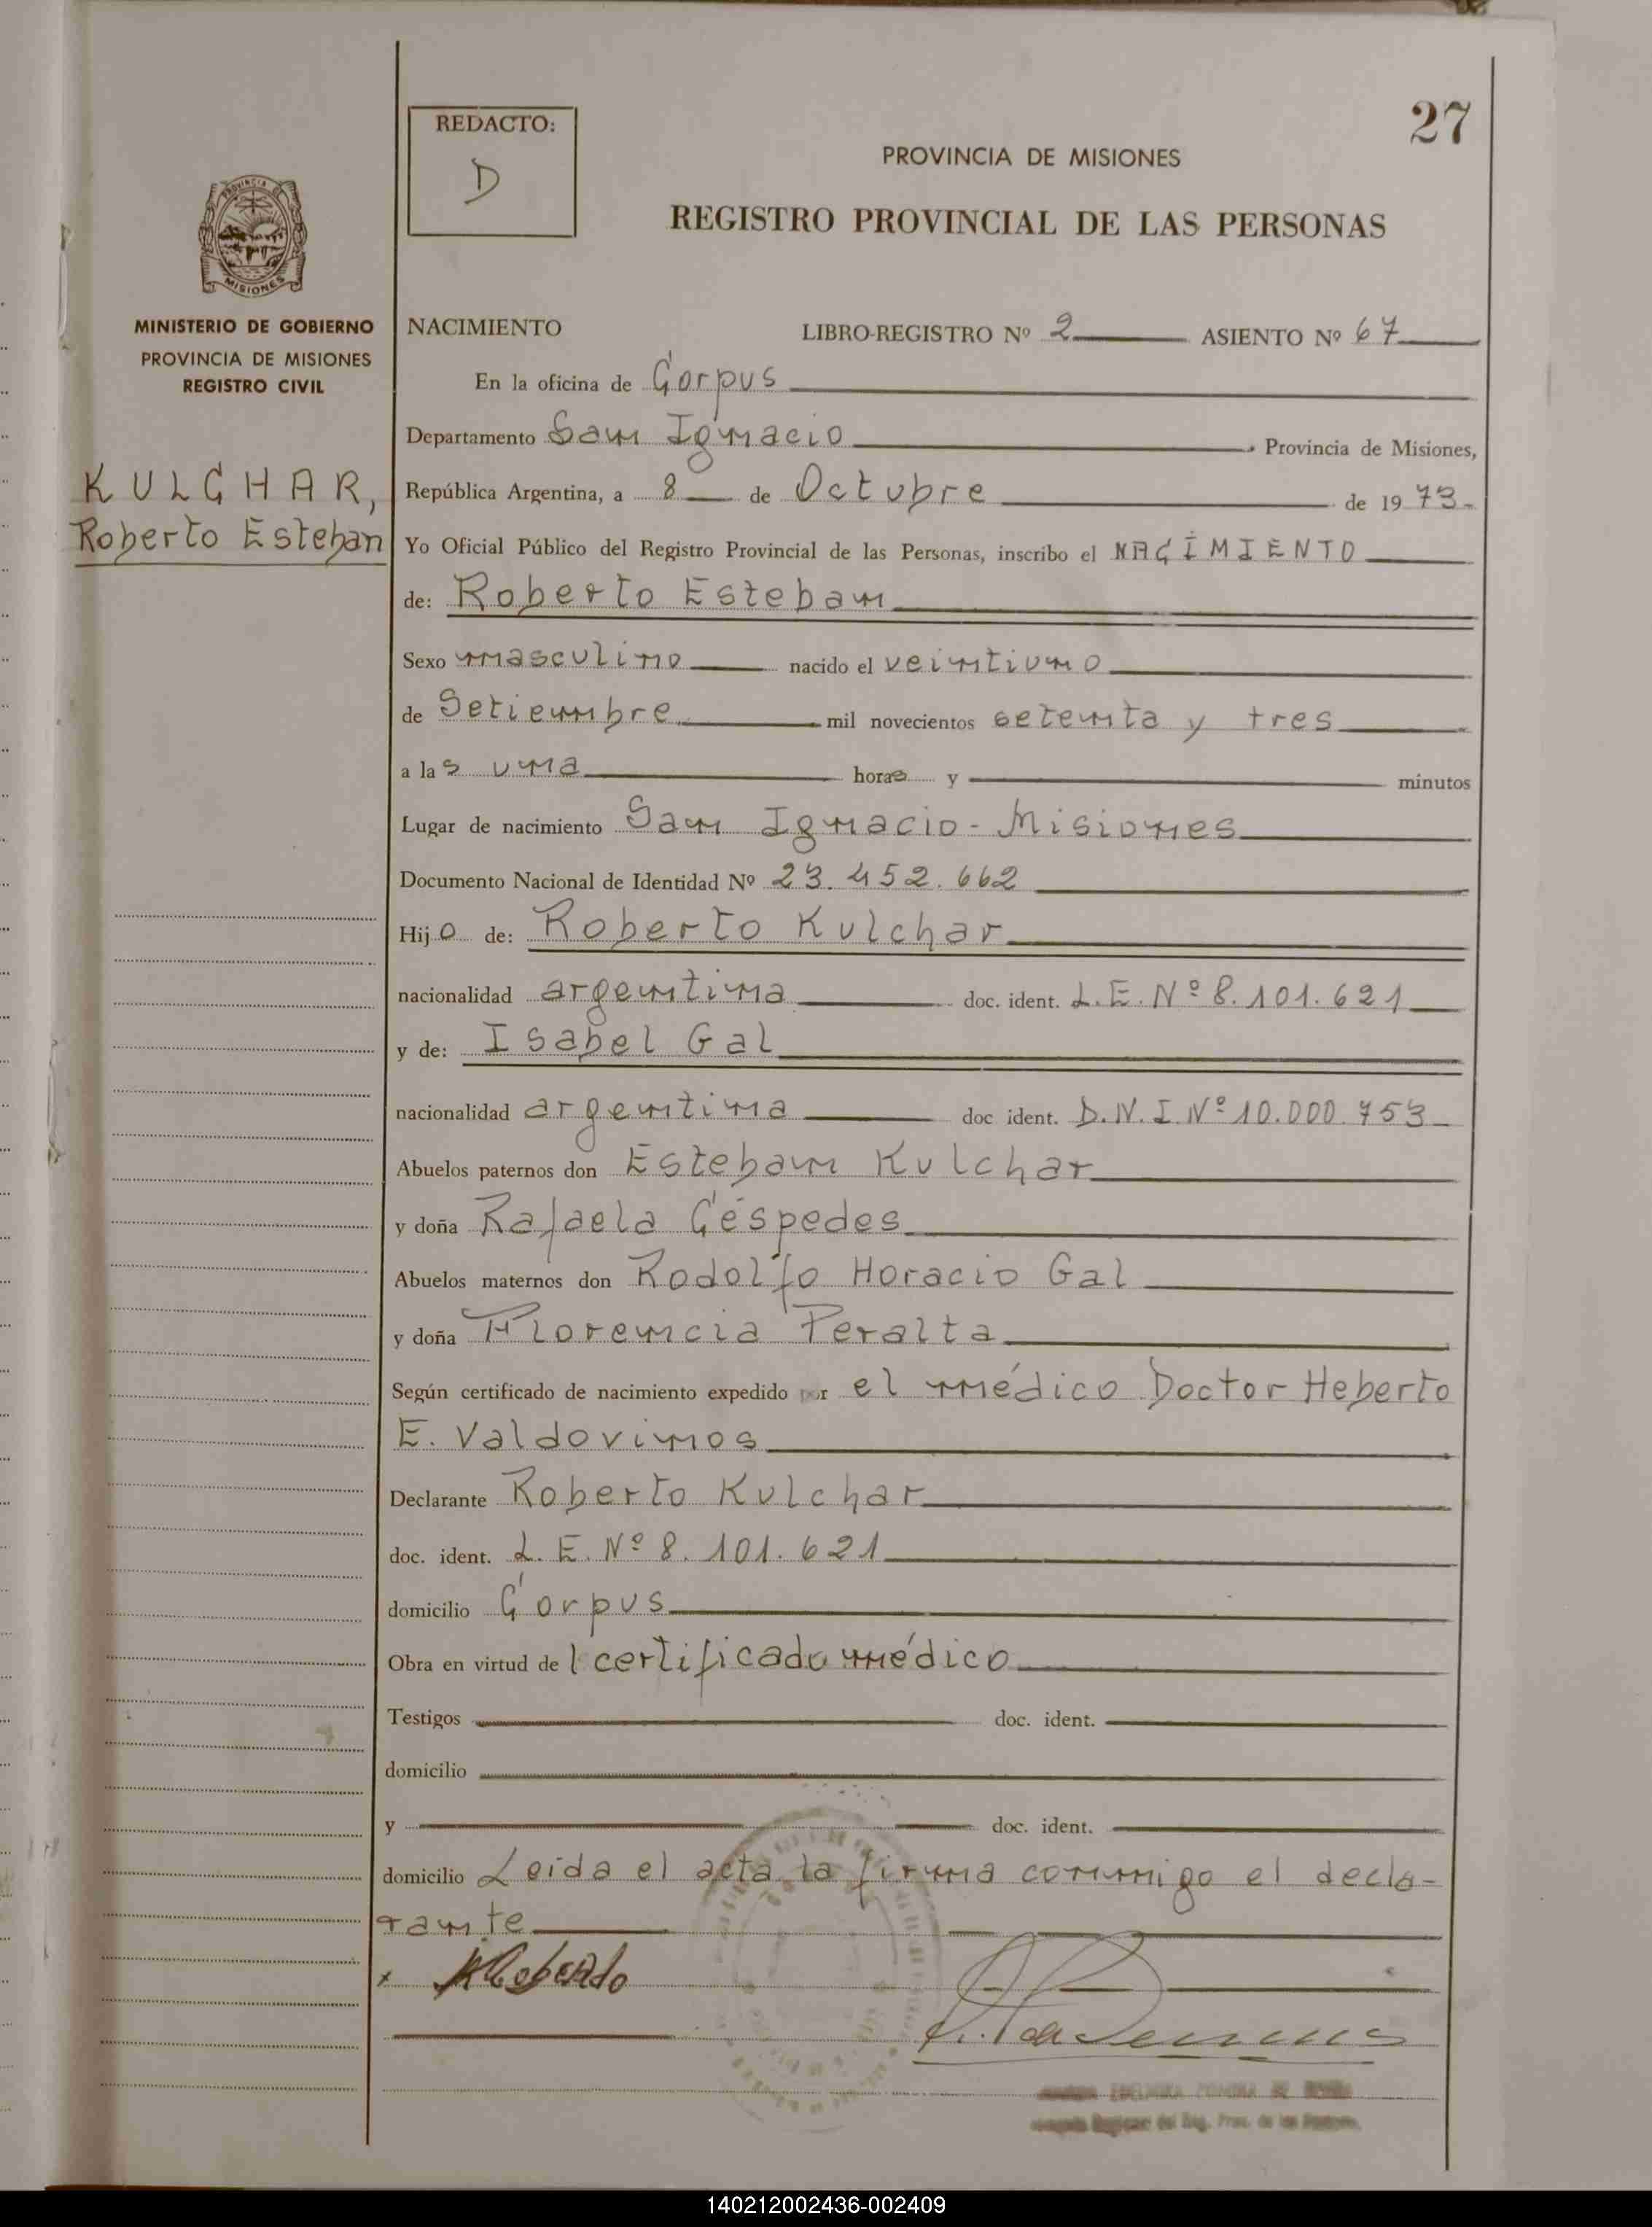 27
REDACTO:
D
PROVINCIA DE MISIONES
REGISTRO PROVINCIAL DE LAS PERSONAS
PROVINCIA DE
MISIONES
MINISTERIO DE GOBIERNO
PROVINCIA DE MISIONES
REGISTRO CIVIL
KULCHAR,
Roberto Esteban
NACIMIENTO LIBRO-REGISTRO Nº 2 ASIENTO Nº 67
En la oficina de Corpus
Departamento San Ignacio , Provincia de Misiones,
República Argentina, a 8 de Octubre de 1973-
Yo Oficial Público del Registro Provincial de las Personas, inscribo el NACIMIENTO
de: Roberto Esteban
Sexo masculino nacido el veintiuno
de Setiembre mil novecientos setenta y tres
a las una horas y minutos
Lugar de nacimiento San Ignacio - Misiones
Documento Nacional de Identidad Nº 23.452.662
Hijo de: Roberto Kulchar
nacionalidad argentina doc. ident. L.E. Nº 8.101.621
y de: Isabel Gal
nacionalidad argentina doc ident. D.N.I. Nº 10.000.753
Abuelos paternos don Esteban Kulchar
y doña Rafaela Céspedes
Abuelos maternos don Rodolfo Horacio Gal
y doña Florencia Peralta
Según certificado de nacimiento expedido por el médico Doctor Heberto
E. Valdovinos
Declarante Roberto Kulchar
doc. ident. L.E. Nº 8.101.621
domicilio Corpus
Obra en virtud del certificado médico
Testigos doc. ident.
domicilio
y doc. ident.
domicilio Leída el acta la firma conmigo el decla-
rante
x
140212002436-002409